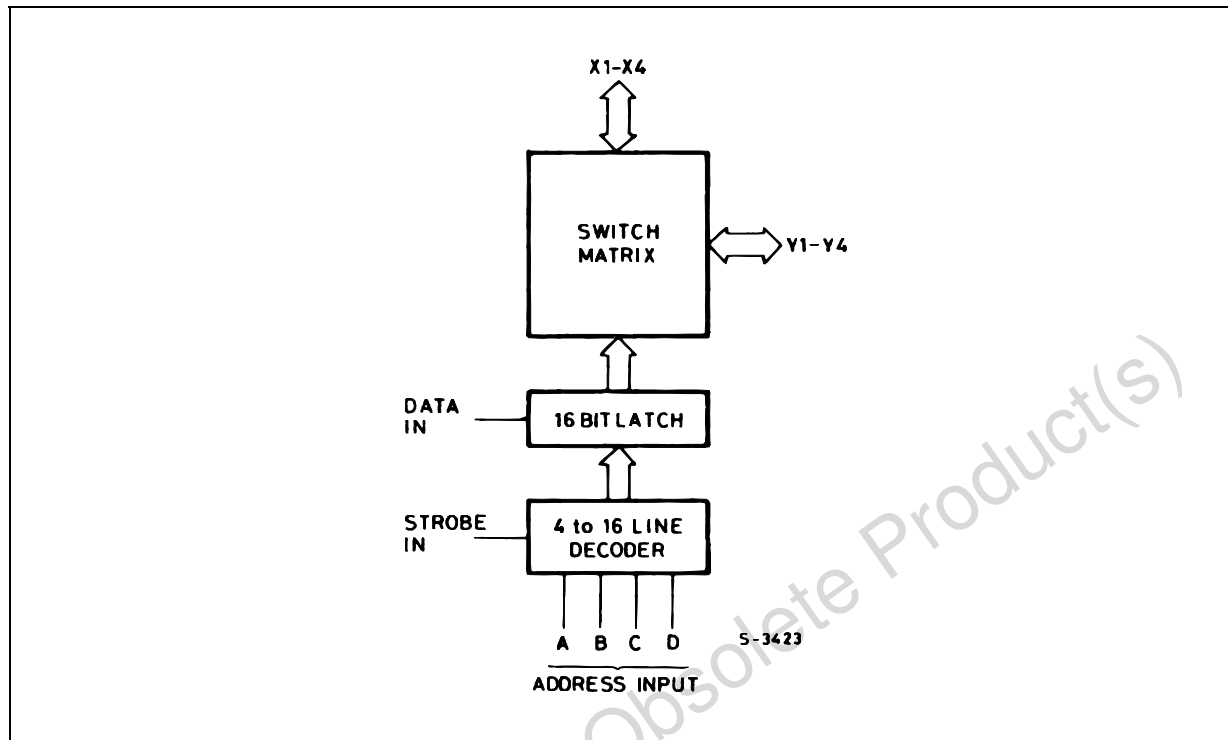 X1-X4
SWITCH
MATRIX
Y1-Y4
DATA
IN
16 BIT LATCH
STROBE
IN
4 to 16 LINE
DECODER
A B C D
S-3423
ADDRESS INPUT
Obsolete Product(s)